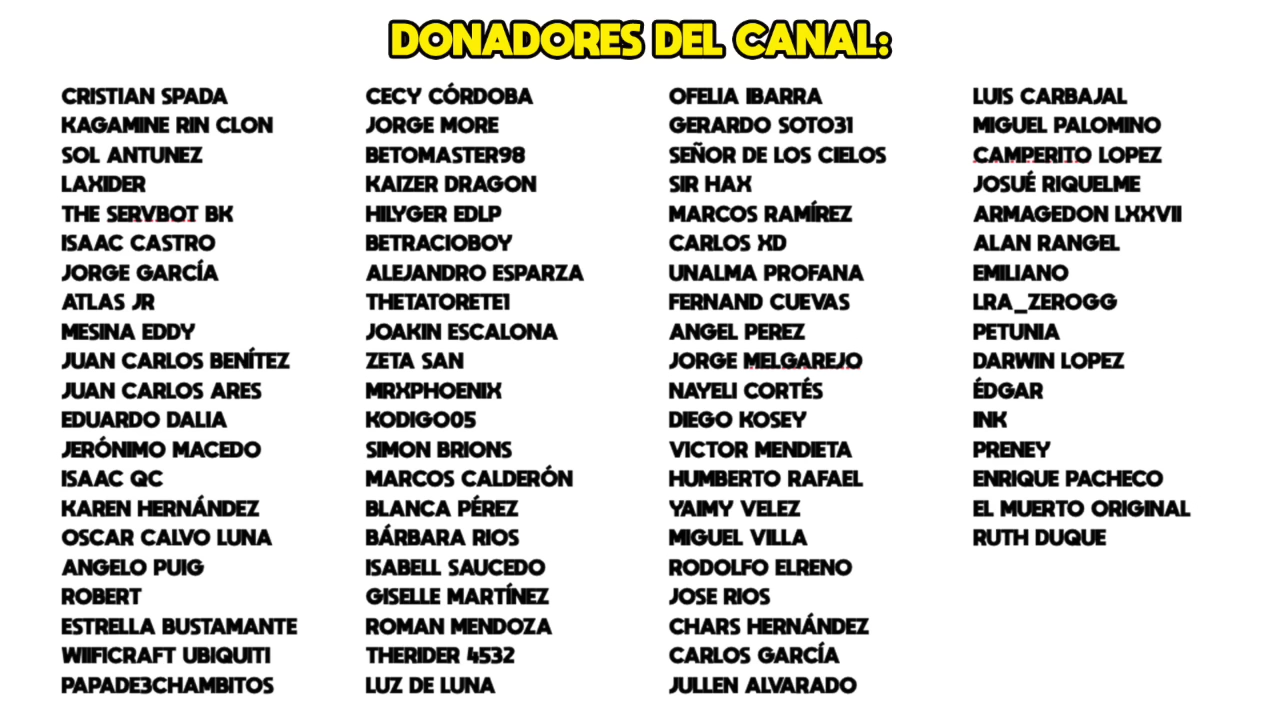 DONADORES DEL CANAL:
CRISTIAN SPADA
KAGAMINE RIN CLON
SOL ANTUNEZ
LAXIDER
THE SERVBOT BK
ISAAC CASTRO
JORGE GARCÍA
ATLAS JR
MESINA EDDY
JUAN CARLOS BENÍTEZ
JUAN CARLOS ARES
EDUARDO DALIA
JERÓNIMO MACEDO
ISAAC QC
KAREN HERNÁNDEZ
OSCAR CALVO LUNA
ANGELO PUIG
ROBERT
ESTRELLA BUSTAMANTE
WIIFICRAFT UBIQUITI
PAPADE3CHAMBITOS
CECY CÓRDOBA
JORGE MORE
BETOMASTER98
KAIZER DRAGON
HILYGER EDLP
BETRACIOBOY
ALEJANDRO ESPARZA
THETATORETE1
JOAKIN ESCALONA
ZETA SAN
MRXPHOENIX
KODIGO05
SIMON BRIONS
MARCOS CALDERÓN
BLANCA PÉREZ
BÁRBARA RIOS
ISABELL SAUCEDO
GISELLE MARTÍNEZ
ROMAN MENDOZA
THERIDER 4532
LUZ DE LUNA
OFELIA IBARRA
GERARDO SOTO31
SEÑOR DE LOS CIELOS
SIR HAX
MARCOS RAMÍREZ
CARLOS XD
UNALMA PROFANA
FERNAND CUEVAS
ANGEL PEREZ
JORGE MELGAREJO
NAYELI CORTÉS
DIEGO KOSEY
VICTOR MENDIETA
HUMBERTO RAFAEL
YAIMY VELEZ
MIGUEL VILLA
RODOLFO ELRENO
JOSE RIOS
CHARS HERNÁNDEZ
CARLOS GARCÍA
JULLEN ALVARADO
LUIS CARBAJAL
MIGUEL PALOMINO
CAMPERITO LOPEZ
JOSUÉ RIQUELME
ARMAGEDON LXXVII
ALAN RANGEL
EMILIANO
LRA_ZEROGG
PETUNIA
DARWIN LOPEZ
ÉDGAR
INK
PRENEY
ENRIQUE PACHECO
EL MUERTO ORIGINAL
RUTH DUQUE